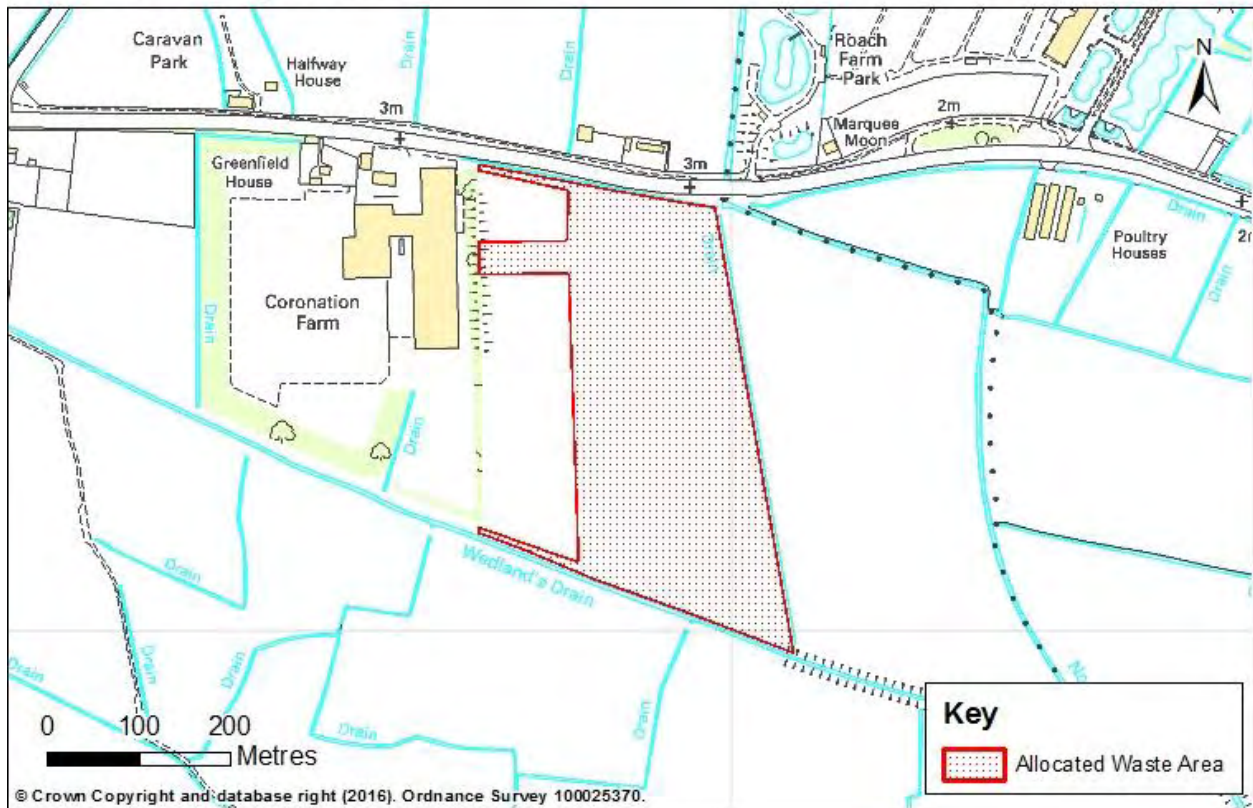 Caravan
Park
Halfway
House
Drain
Drain
Roach
Farm
Park
N
3m
2m
Marquee
Moon
3m
Greenfield
House
Drain
Drain
Poultry
Houses
2m
Drain
Coronation
Farm
Drain
Drain
Wedland's Drain
Drain
Drain
Drain
Drain
Drain
Drain
0 100 200
Metres
Key
Allocated Waste Area
© Crown Copyright and database right (2016). Ordnance Survey 100025370.